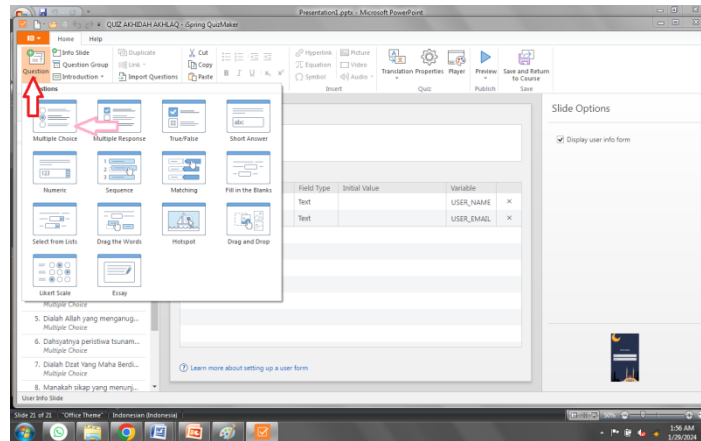 Presentation1.pptx - Microsoft PowerPoint
QUIZ AKHIDAH AKHLAQ - iSpring QuizMaker
Home Help
Question
Info Slide
Question Group
Introduction
Duplicate
Link
Import Questions
Cut
Copy
Paste
B I U x x
Hyperlink
Equation
Symbol
Picture
Video
Audio
Translation Properties Player
Preview
Save and Return
to Course
Insert Quiz Publish Save
Multiple Choice Multiple Response True/False Short Answer
abc
Numeric Sequence Matching Fill in the Blanks
123
1
2
3
Select from Lists Drag the Words Hotspot Drag and Drop
Likert Scale Essay
Slide Options
Display user info form
Field Type Initial Value Variable
Text USER_NAME ×
Text USER_EMAIL ×
Multiple Choice
5. Dialah Allah yang menganug...
Multiple Choice
6. Dahsyatnya peristiwa tsunam...
Multiple Choice
7. Dialah Dzat Yang Maha Berdi...
Multiple Choice
8. Manakah sikap yang menunj...
Learn more about setting up a user form
User Info Slide
Slide 21 of 21 "Office Theme" Indonesian (Indonesia)
50%
1:56 AM
1/29/2024